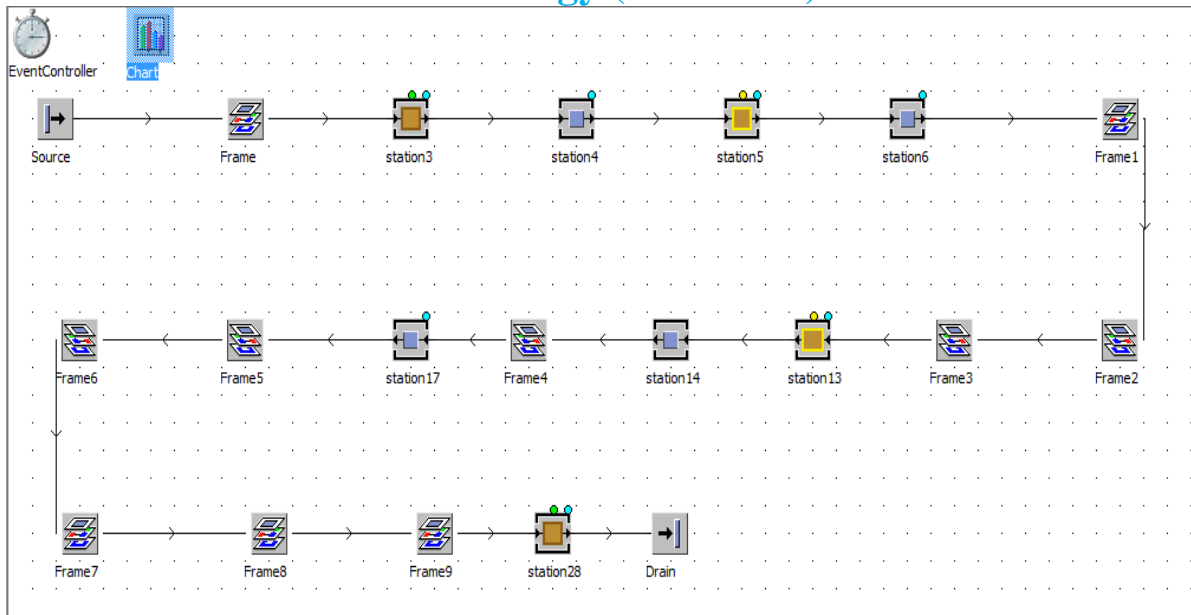 EventController
Chart
Source
Frame
station3
station4
station5
station6
Frame1
Frame6
Frame5
station17
Frame4
station14
station13
Frame3
Frame2
Frame7
Frame8
Frame9
station28
Drain